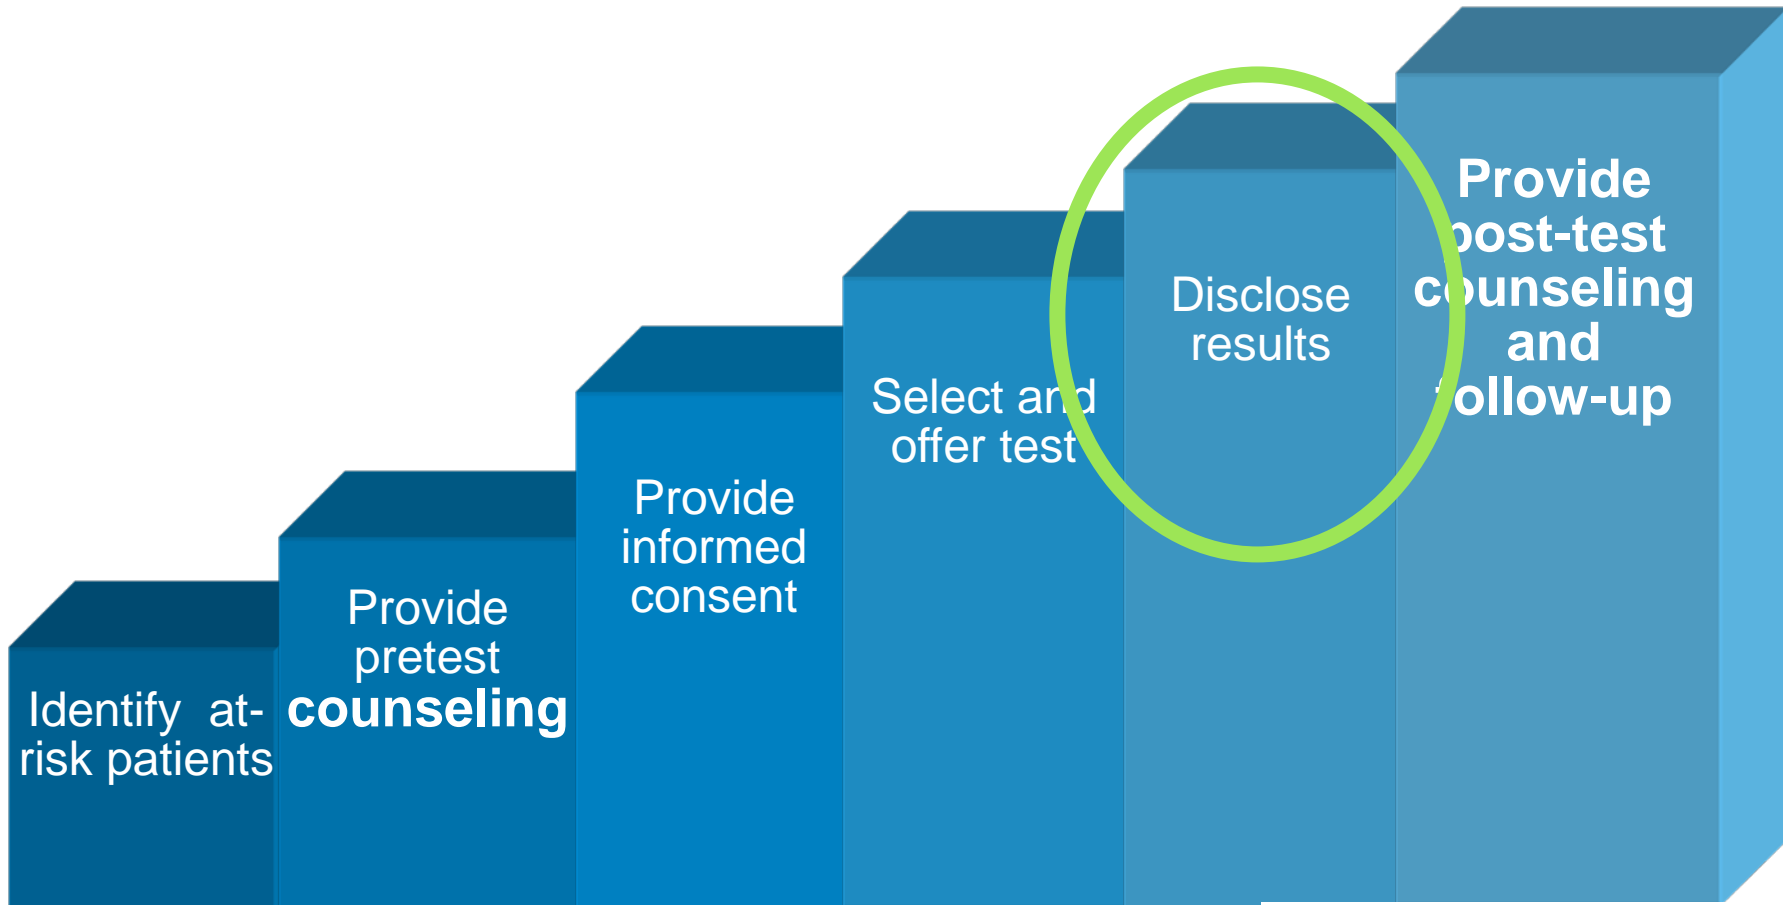 Identify  at-
risk patients
Provide
pretest
counseling
Provide
informed
consent
Select and
offer test
Disclose
results
Provide
post-test
counseling
and
follow-up